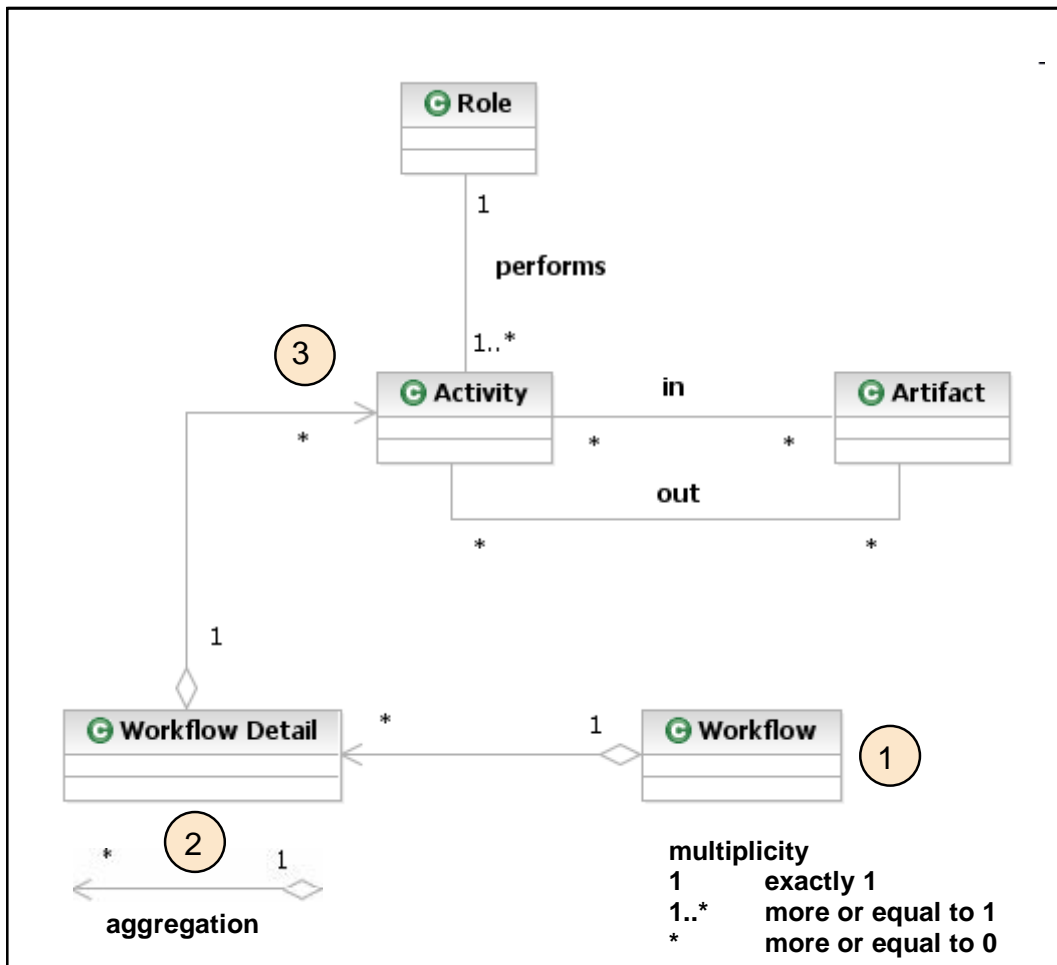 -
C Role
1
performs
1..*
3
C Activity
in
C Artifact
*
*
*
out
*
*
1
C Workflow Detail
*
1
C Workflow
1
2
*
1
aggregation
multiplicity
1 exactly 1
1..* more or equal to 1
* more or equal to 0